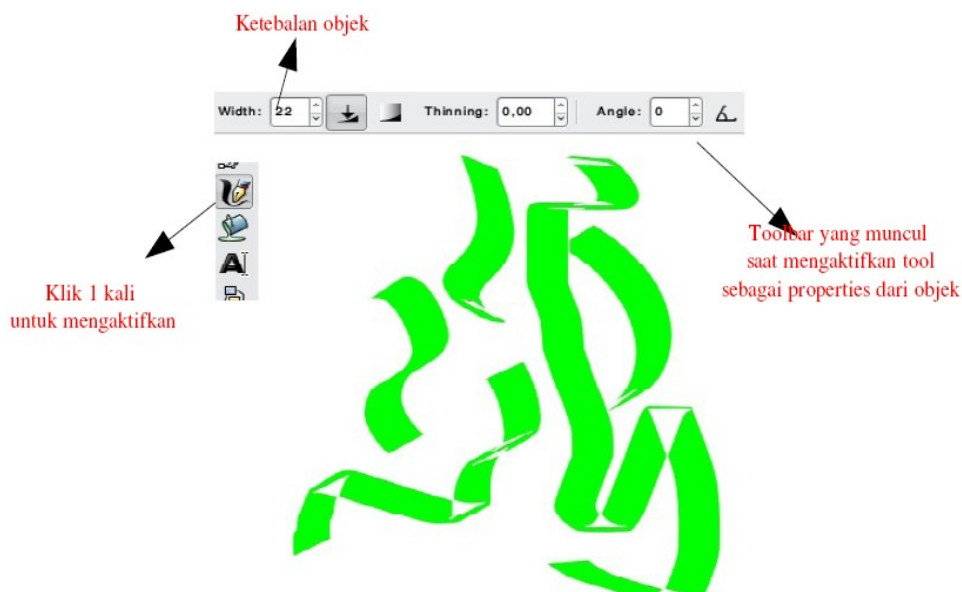 Ketebalan objek
Width: 22 Thinning: 0,00 Angle: 0
A
Klik 1 kali
untuk mengaktifkan
Toolbar yang muncul
saat mengaktifkan tool
sebagai properties dari objek